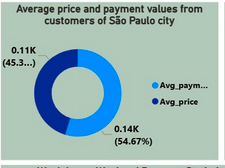 Average price and payment values from
customers of São Paulo city
0.11K
(45.3...)
Avg_paym...
Avg_price
0.14K
(54.67%)